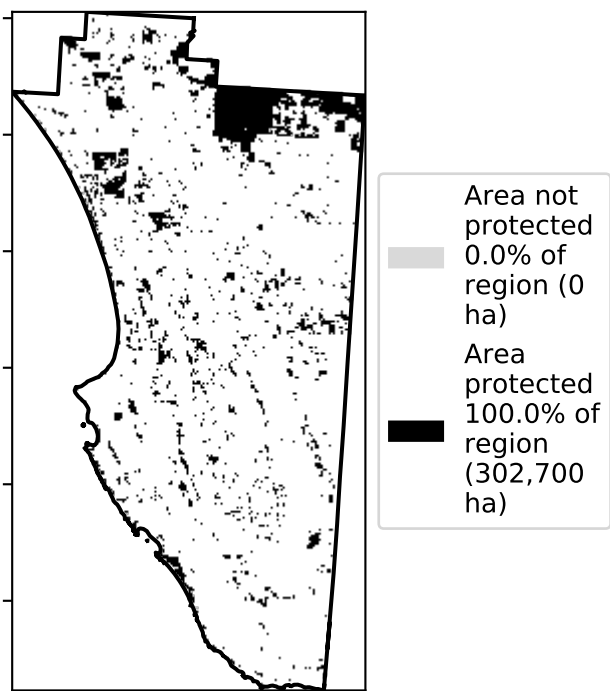 Area not
protected
0.0% of
region (0
ha)
Area
protected
100.0% of
region
(302,700
ha)